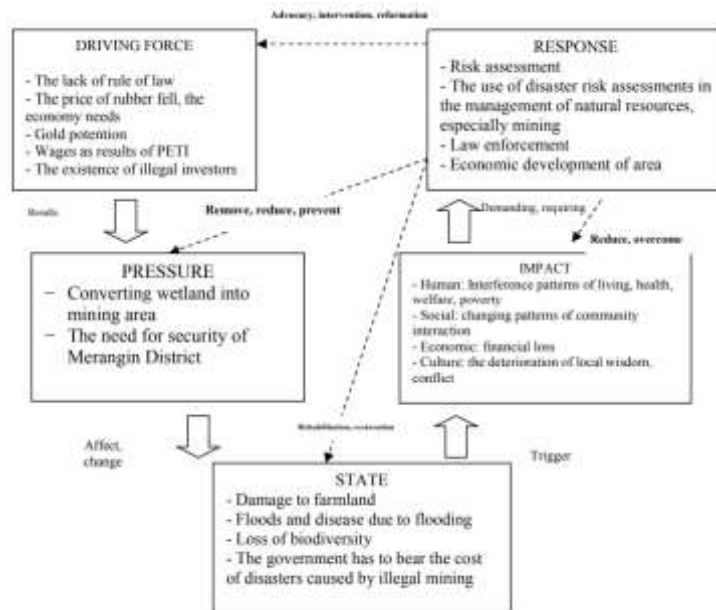 Advocacy, intervention, reformation
DRIVING FORCE
- The lack of rule of law
- The price of rubber fell, the
economy needs
- Gold potention
- Wages as results of PETI
- The existence of illegal investors
RESPONSE
- Risk assessment
- The use of disaster risk assessments in
the management of natural resources,
especially mining
- Law enforcement
- Economic development of area
Results
Remove, reduce, prevent
Demanding, requiring
Reduce, overcome
PRESSURE
− Converting wetland into
mining area
− The need for security of
Merangin District
IMPACT
- Human: Interference patterns of living, health,
welfare, poverty
- Social: changing patterns of community
interaction
- Economic: financial loss
- Culture: the deterioration of local wisdom,
conflict
Affect,
change
Rehabilitation, restoration
Trigger
STATE
- Damage to farmland
- Floods and disease due to flooding
- Loss of biodiversity
- The government has to bear the cost
of disasters caused by illegal mining